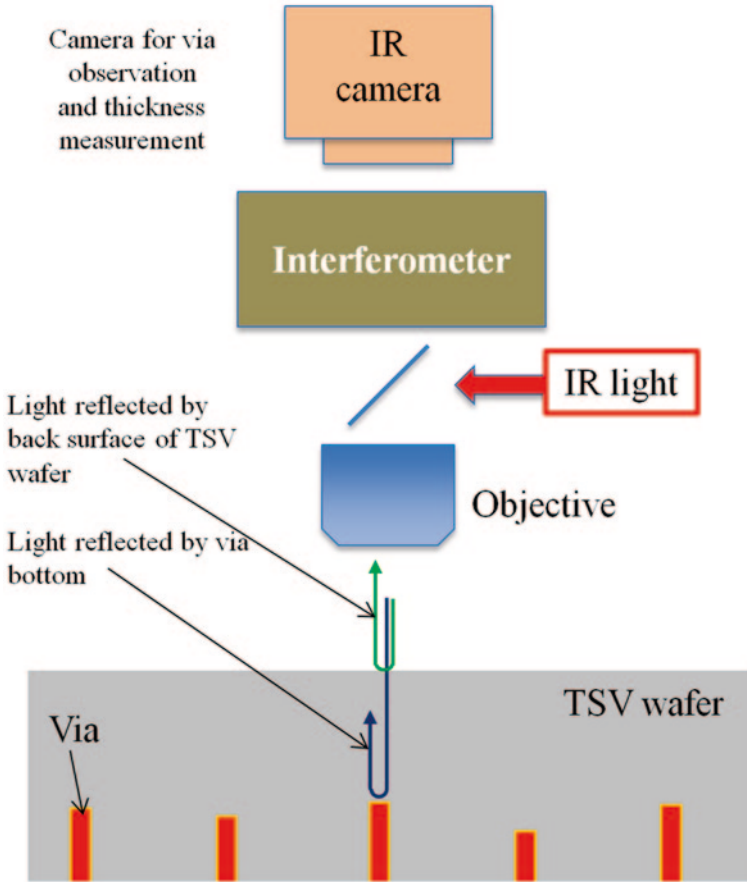 Camera for via
observation
and thickness
measurement
IR
camera
Interferometer
IR light
Light reflected by
back surface of TSV
wafer
Objective
Light reflected by via
bottom
TSV wafer
Via